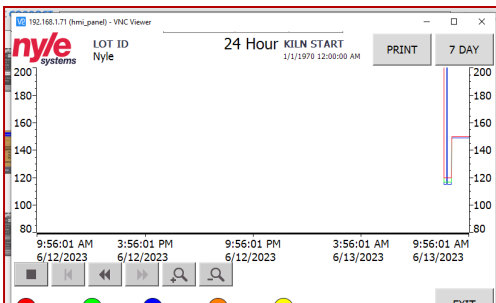 192.168.1.71 (hmi_panel) - VNC Viewer
nyle
systems
LOT ID
Nyle
24 Hour
KILN START
1/1/1970 12:00:00 AM
PRINT
7 DAY
200
200
180
180
160
160
140
140
120
120
100
100
80
80
9:56:01 AM
3:56:01 PM
9:56:01 PM
3:56:01 AM
9:56:01 AM
6/12/2023
6/12/2023
6/12/2023
6/13/2023
6/13/2023
EXIT